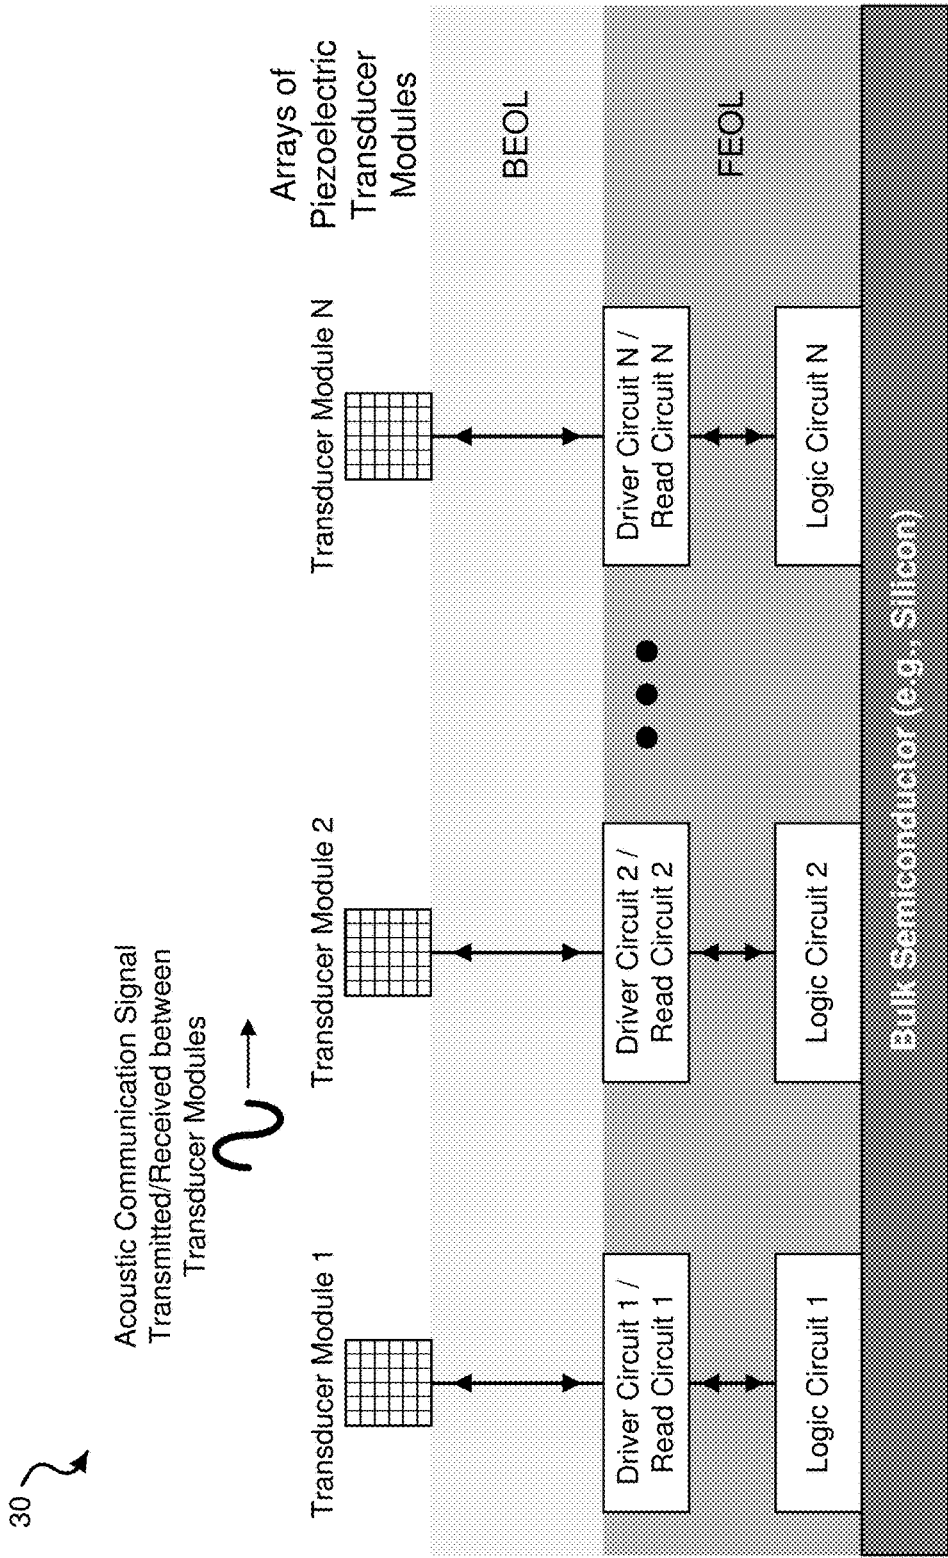 30
Acoustic Communication Signal
Transmitted/Received between
Transducer Modules
Arrays of
Piezoelectric
Transducer
Modules
Transducer Module 1
Transducer Module 2
Transducer Module N
BEOL
Driver Circuit 1 /
Read Circuit 1
Driver Circuit 2 /
Read Circuit 2
Driver Circuit N /
Read Circuit N
FEOL
Logic Circuit 1
Logic Circuit 2
Logic Circuit N
Bulk Semiconductor (e.g., Silicon)